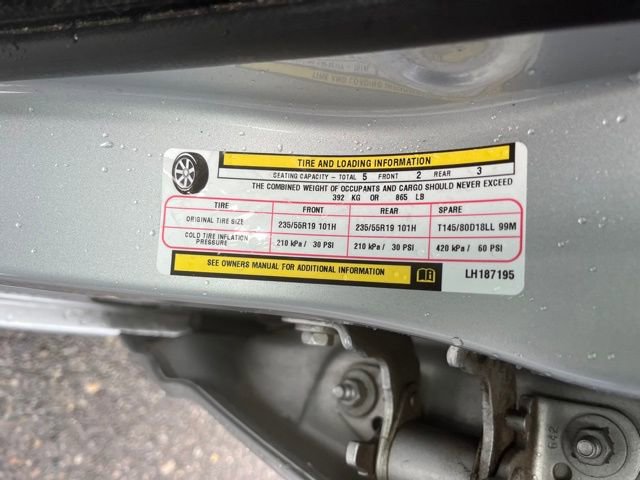 TIRE AND LOADING INFORMATION
SEATING CAPACITY - TOTAL 5 FRONT 2 REAR 3
THE COMBINED WEIGHT OF OCCUPANTS AND CARGO SHOULD NEVER EXCEED
392 KG OR 865 LB
TIRE FRONT REAR SPARE
ORIGINAL TIRE SIZE 235/55R19 101H 235/55R19 101H T145/80D18LL 99M
COLD TIRE INFLATION PRESSURE 210 kPa / 30 PSI 210 kPa / 30 PSI 420 kPa / 60 PSI
SEE OWNERS MANUAL FOR ADDITIONAL INFORMATION
LH187195
642